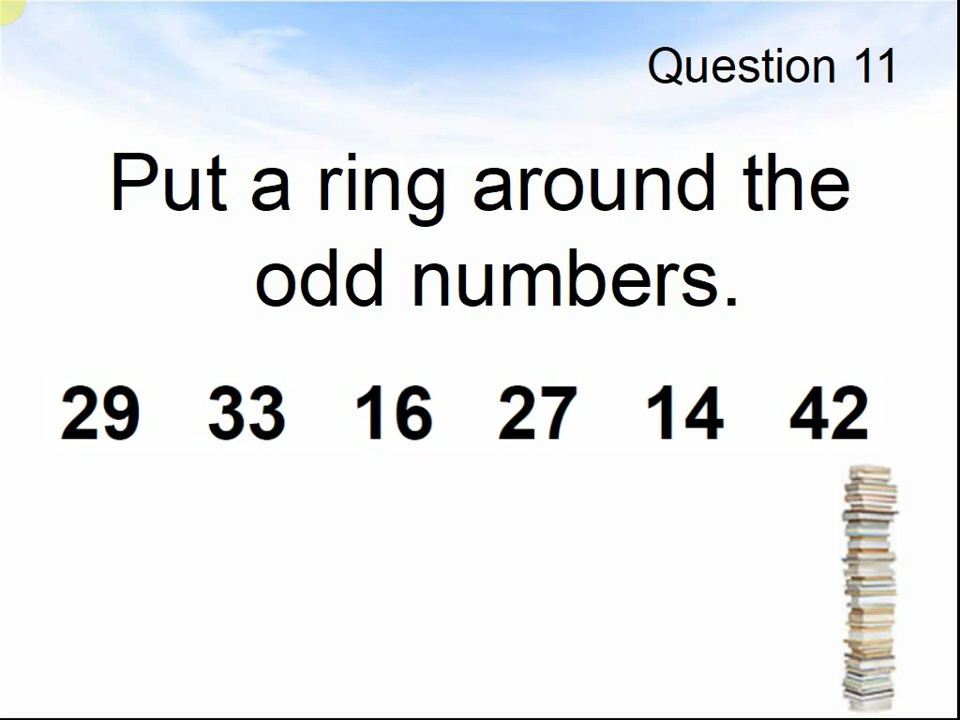 Question 11
Put a ring around the
odd numbers.
29 33 16 27 14 42